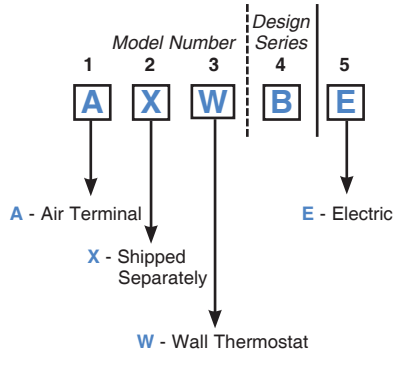 Design
Model Number Series
1 2 3 4 5
A X W B E
A - Air Terminal
E - Electric
X - Shipped
Separately
W - Wall Thermostat